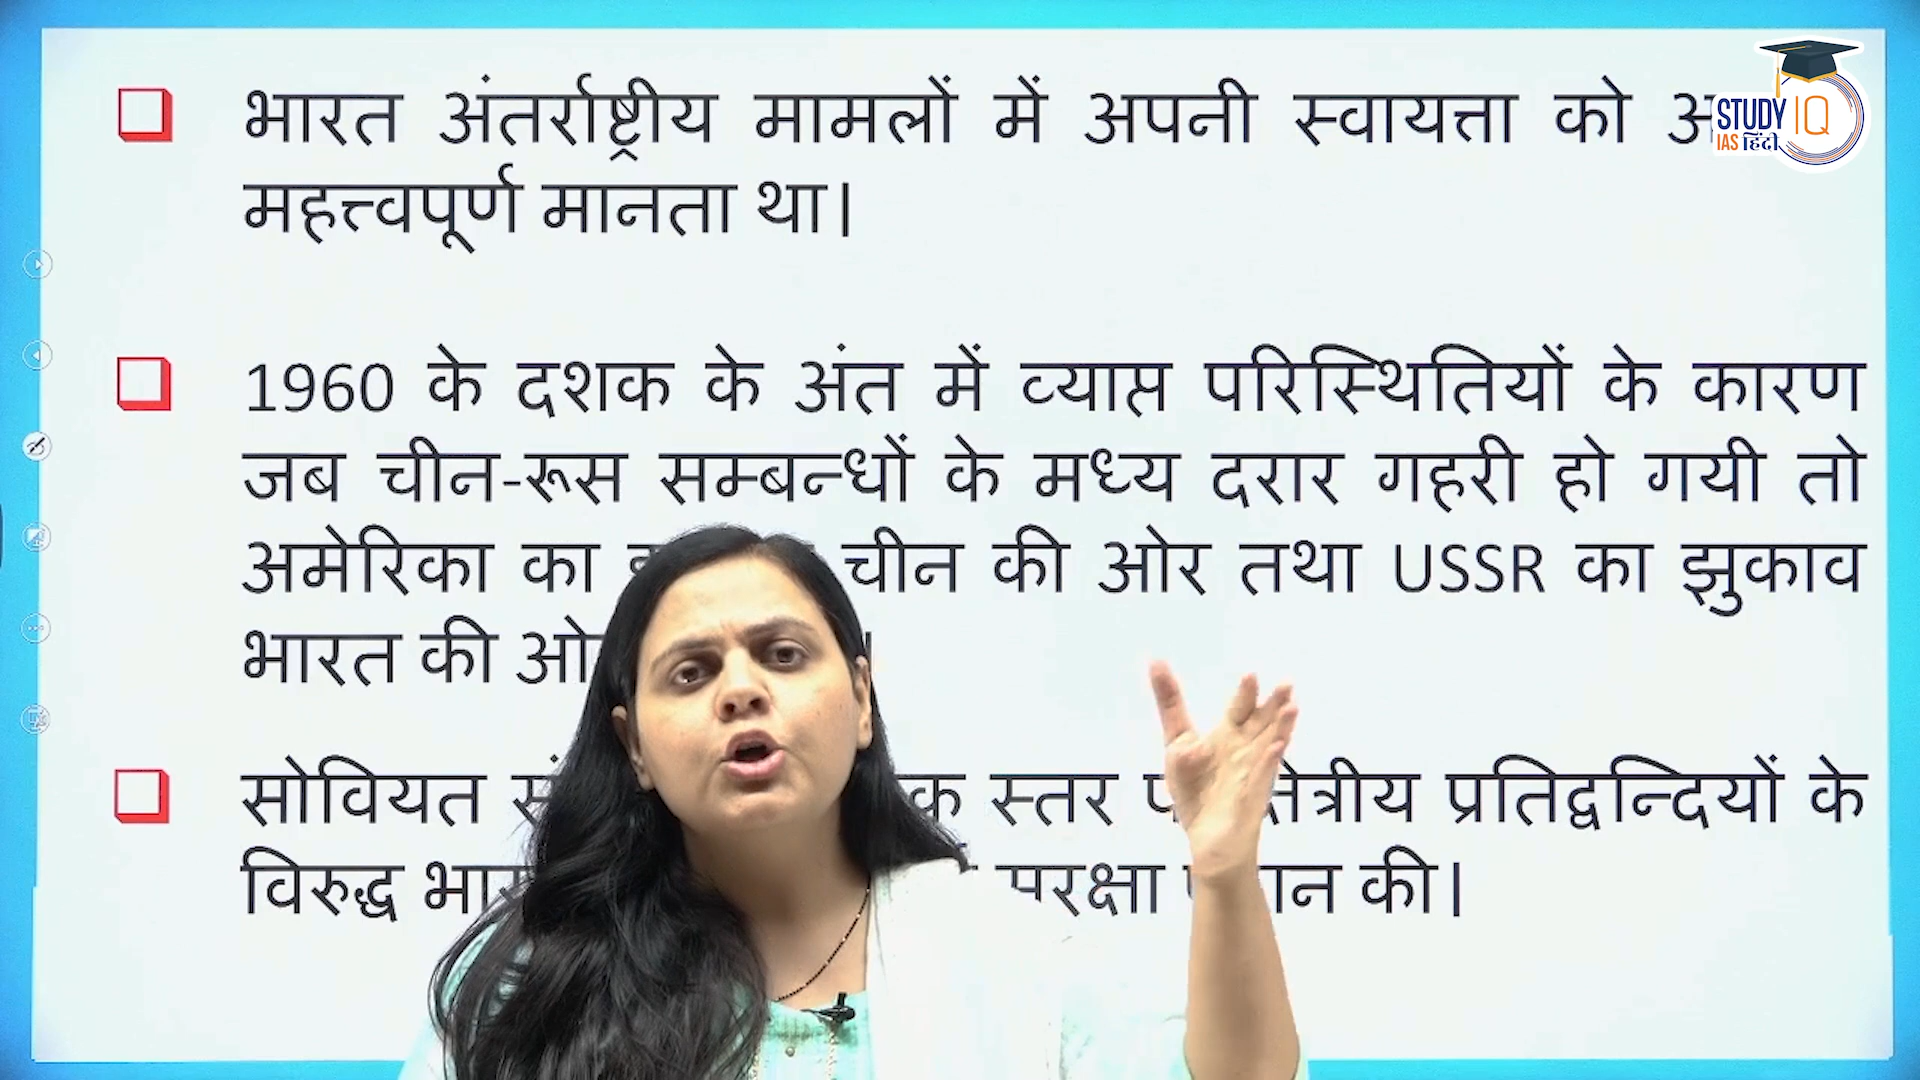 भारत अंतर्राष्ट्रीय मामलों में अपनी स्वायत्ता को
महत्त्वपूर्ण मानता था।
1960 के दशक के अंत में व्याप्त परिस्थितियों के कारण
जब चीन-रूस सम्बन्धों के मध्य दरार गहरी हो गयी तो
अमेरिका का चीन की ओर तथा USSR का झुकाव
भारत की
सोवियत स्तर प्रतिद्वन्दियों के
विरुद्ध की।
STUDY IQ
IAS हिंदी